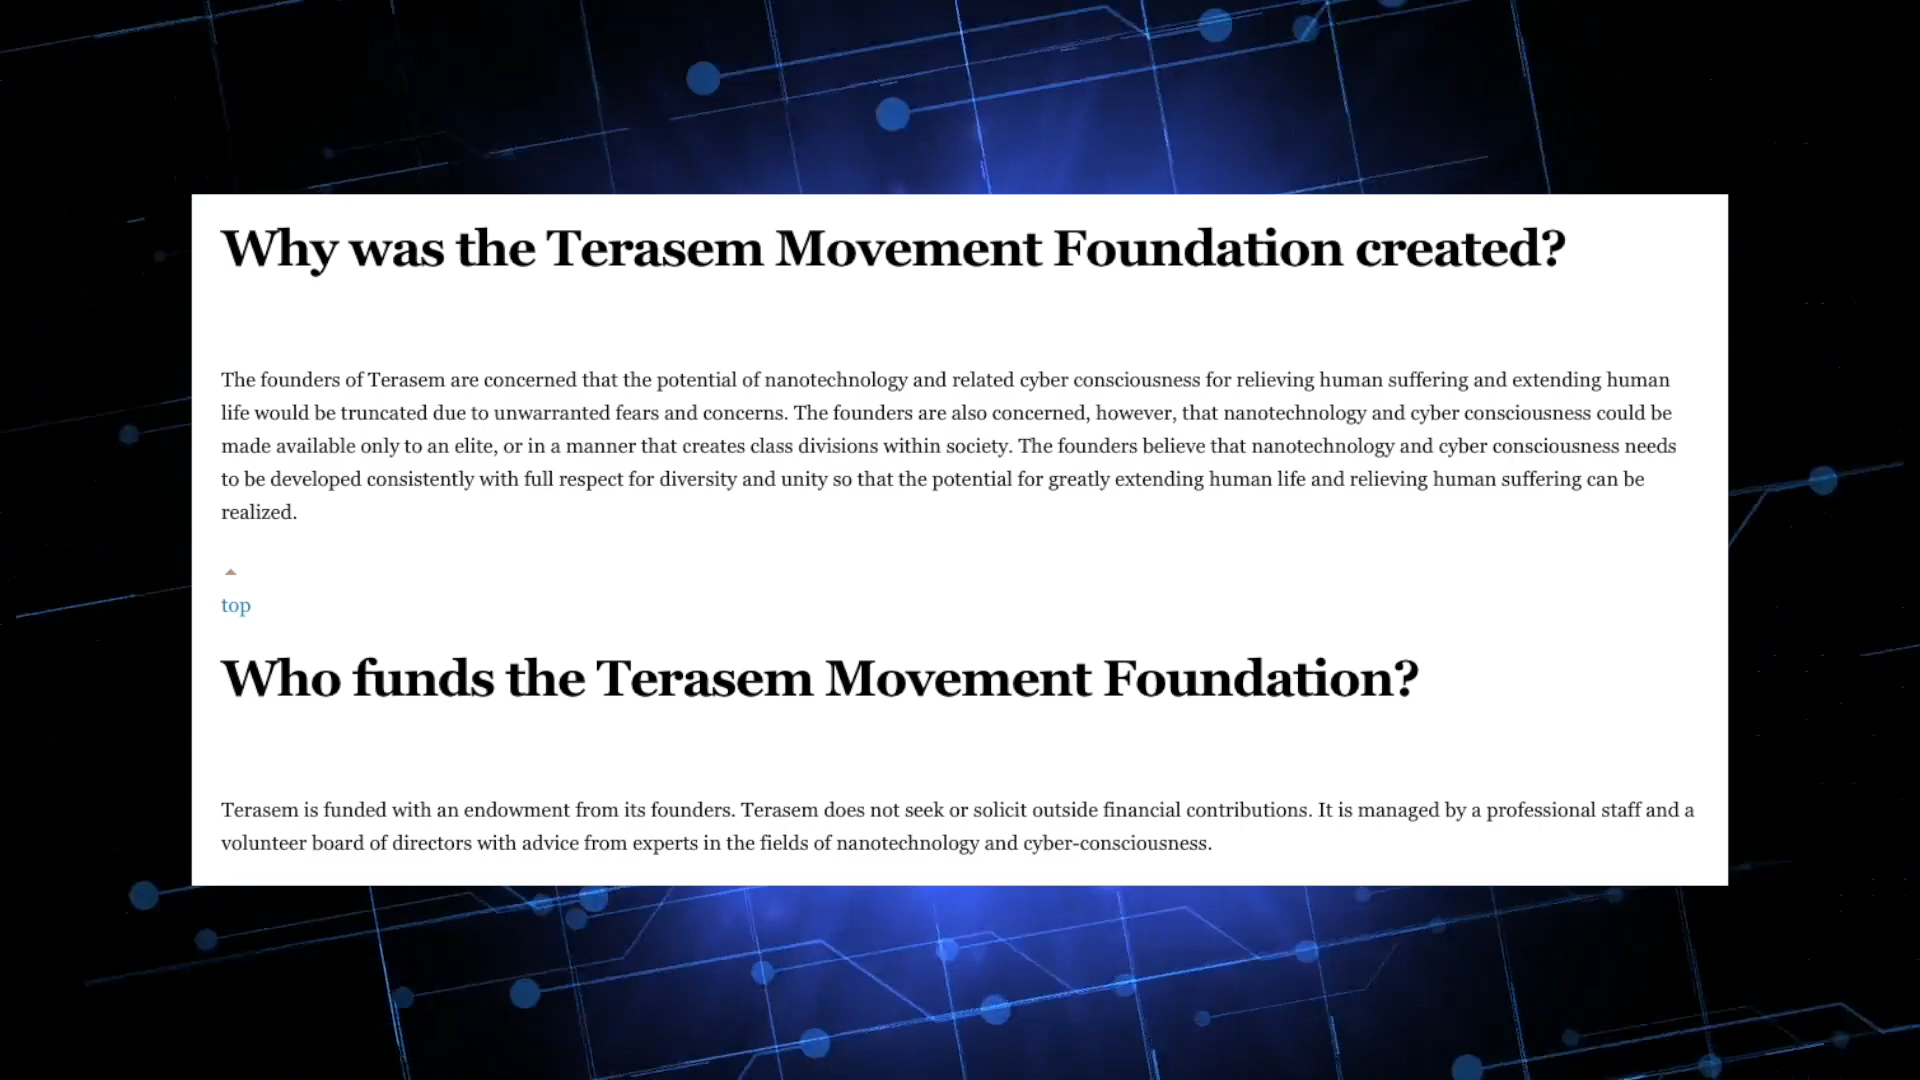 Why was the Terasem Movement Foundation created?
The founders of Terasem are concerned that the potential of nanotechnology and related cyber consciousness for relieving human suffering and extending human
life would be truncated due to unwarranted fears and concerns. The founders are also concerned, however, that nanotechnology and cyber consciousness could be
made available only to an elite, or in a manner that creates class divisions within society. The founders believe that nanotechnology and cyber consciousness needs
to be developed consistently with full respect for diversity and unity so that the potential for greatly extending human life and relieving human suffering can be
realized.
top
Who funds the Terasem Movement Foundation?
Terasem is funded with an endowment from its founders. Terasem does not seek or solicit outside financial contributions. It is managed by a professional staff and a
volunteer board of directors with advice from experts in the fields of nanotechnology and cyber-consciousness.